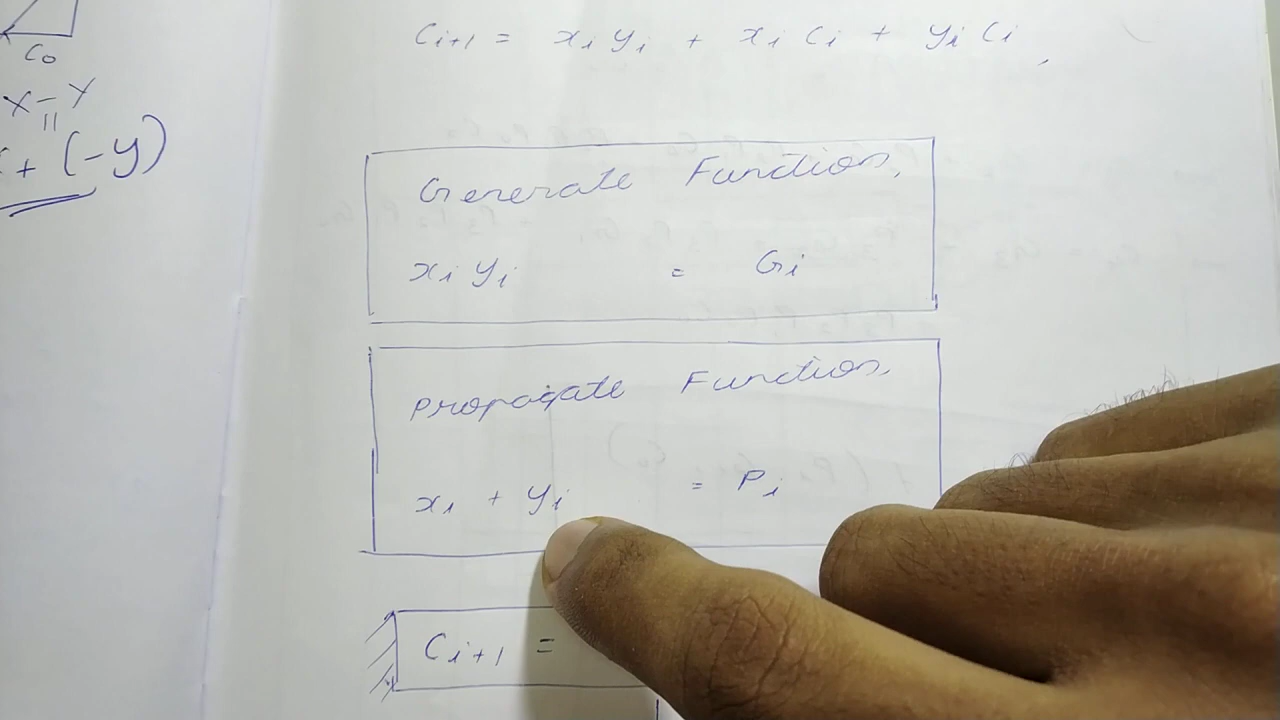 C₀
X - Y
||
+ (-y)
Cᵢ₊₁ = xᵢ yᵢ + xᵢ Cᵢ + yᵢ Cᵢ,
Generate Function,
xᵢ yᵢ = Gᵢ
Propagate Function,
xᵢ + yᵢ = Pᵢ
Cᵢ₊₁ =